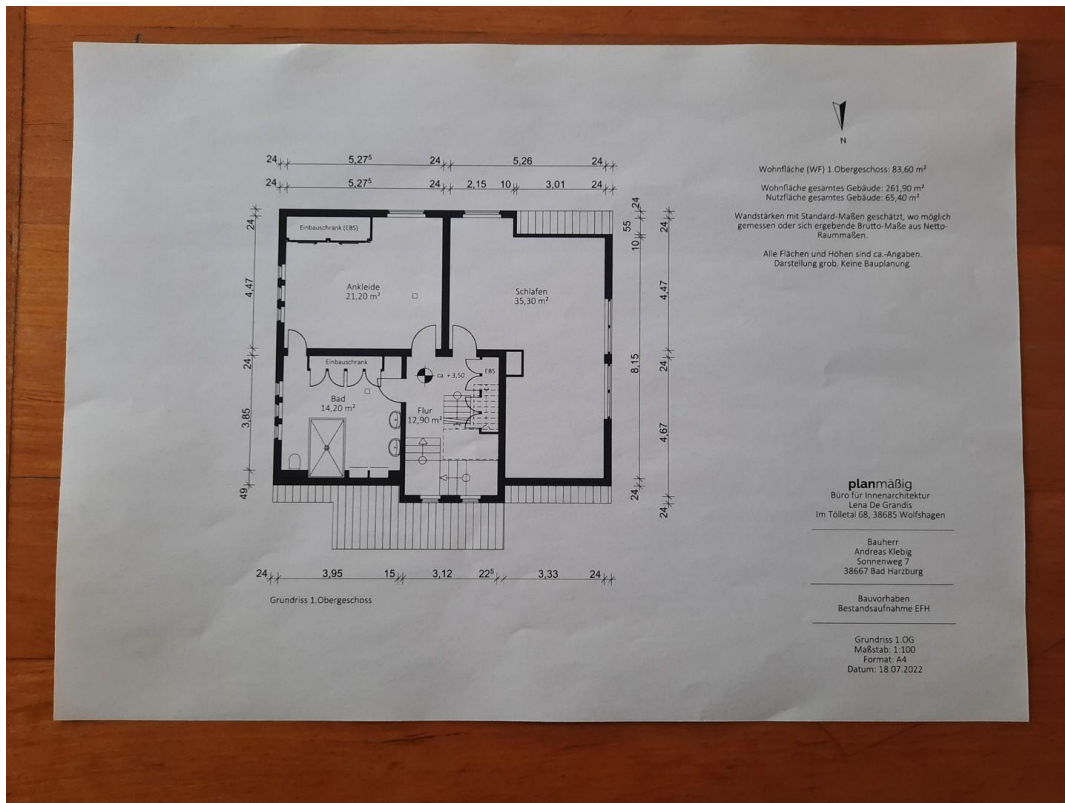 N
Wohnfläche (WF) 1.Obergeschoss: 83,60 m²
Wohnfläche gesamtes Gebäude: 261,90 m²
Nutzfläche gesamtes Gebäude: 65,40 m²
Wandstärken mit Standard-Maßen geschätzt, wo möglich
gemessen oder sich ergebende Brutto-Maße aus Netto-
Raummaßen.
Alle Flächen und Höhen sind ca.-Angaben.
Darstellung grob. Keine Bauplanung.
24 5,27⁵ 24 5,26 24
24 5,27⁵ 24 2,15 10 3,01 24
24
4,47
24
3,85
49
55
10
8,15
24
24
4,47
24
4,67
24
Einbauschrank (EBS)
Ankleide
21,20 m²
Schlafen
35,30 m²
Einbauschrank
ca. +3,50
EBS
Bad
14,20 m²
Flur
12,90 m²
24 3,95 15 3,12 22⁵ 3,33 24
Grundriss 1.Obergeschoss
planmäßig
Büro für Innenarchitektur
Lena De Grandis
Im Tölletal 68, 38685 Wolfshagen
Bauherr
Andreas Klebig
Sonnenweg 7
38667 Bad Harzburg
Bauvorhaben
Bestandsaufnahme EFH
Grundriss 1.OG
Maßstab: 1:100
Format: A4
Datum: 18.07.2022